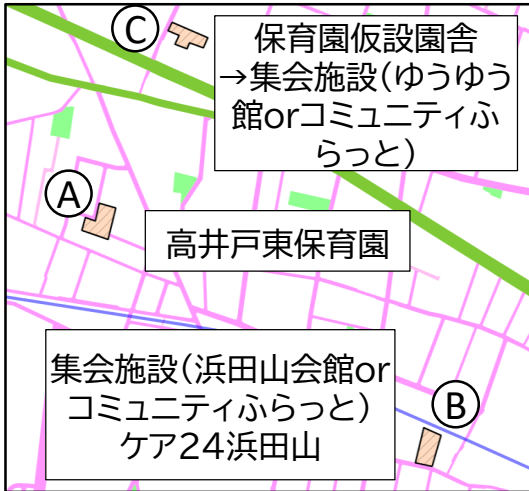 C
保育園仮設園舎
→集会施設(ゆうゆう
館orコミュニティふ
らっと)
A
高井戸東保育園
集会施設(浜田山会館or
コミュニティふらっと)
ケア24浜田山
B